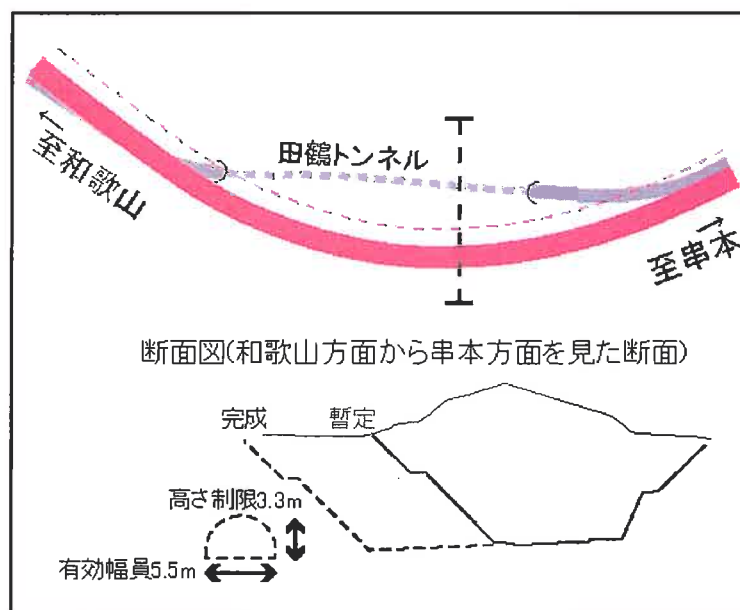 田鶴トンネル
←
至和歌山
→
至串本
断面図(和歌山方面から串本方面を見た断面)
完成
暫定
高さ制限3.3m
有効幅員5.5m